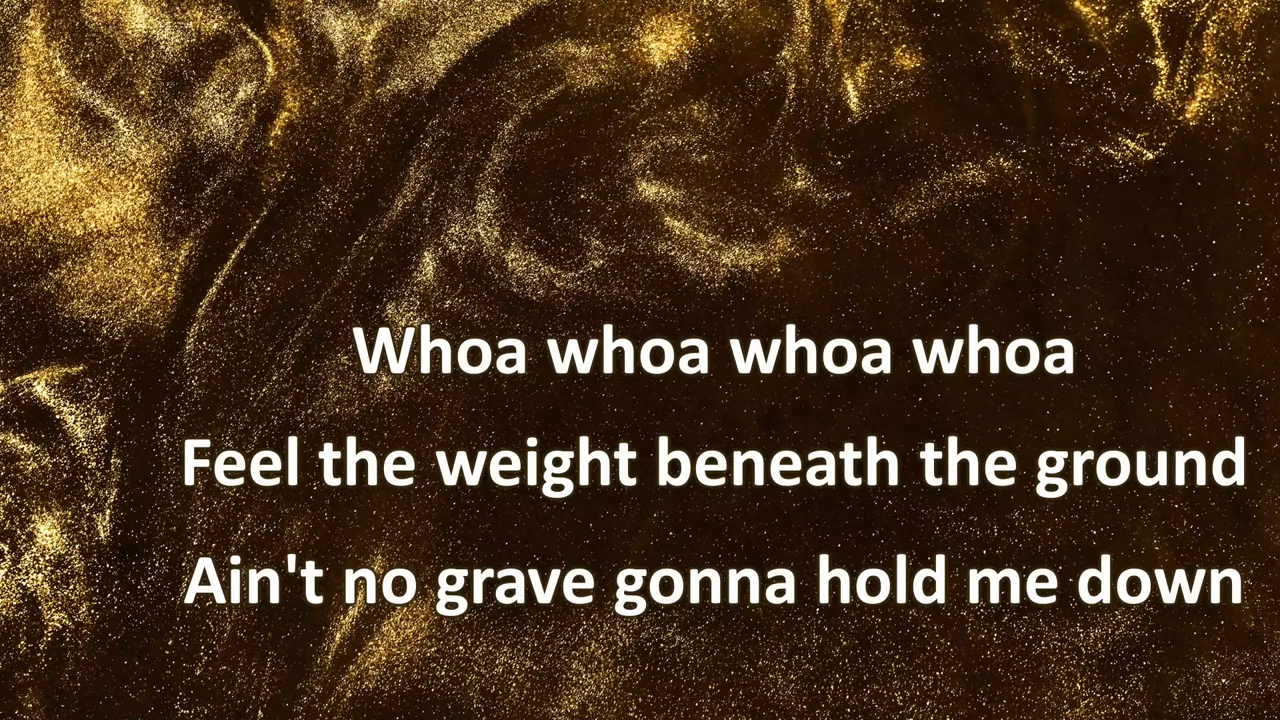 Whoa whoa whoa whoa
Feel the weight beneath the ground
Ain't no grave gonna hold me down